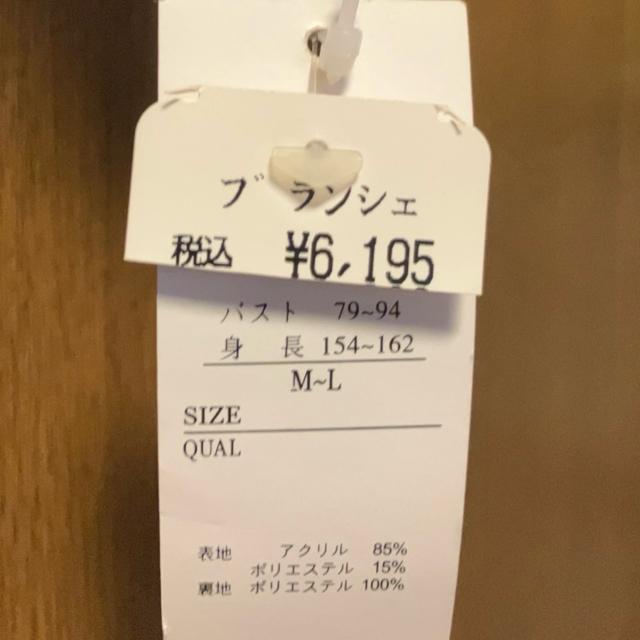 ブランシェ
税込 ¥6,195
バスト 79~94
身長 154~162
M~L
SIZE
QUAL
表地 アクリル 85%
ポリエステル 15%
裏地 ポリエステル 100%